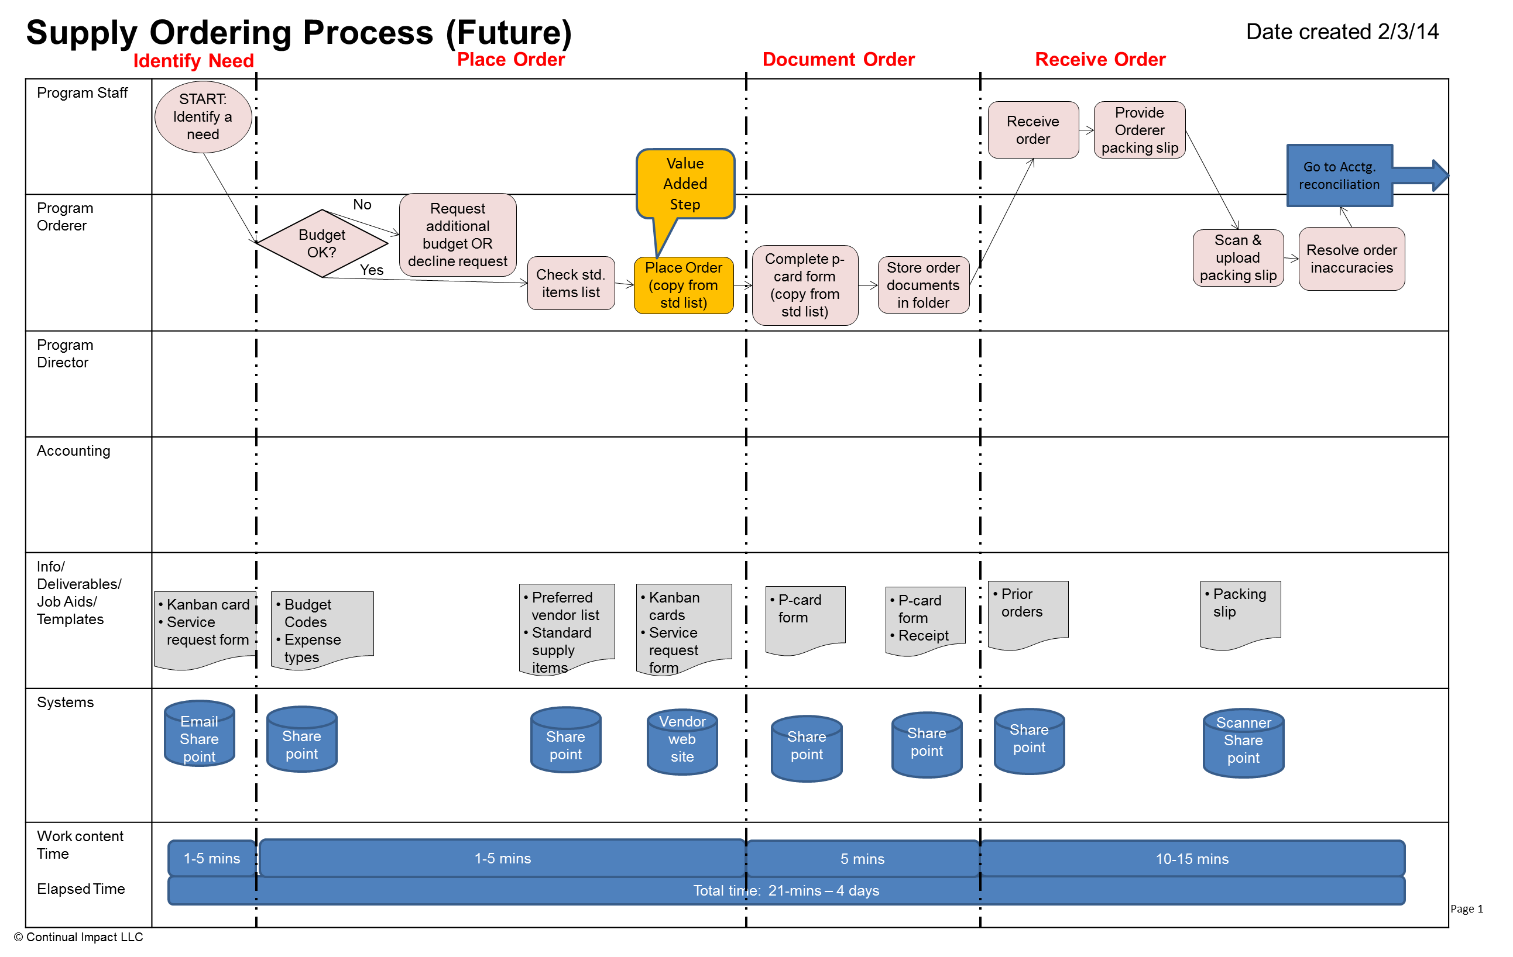 Supply Ordering Process (Future)
Date created 2/3/14
Identify Need
Place Order
Document Order
Receive Order
Program Staff
START:
Identify a
need
Value
Added
Step
Receive
order
Provide
Orderer
packing slip
Go to Acctg.
reconciliation
Program
Orderer
Budget
OK?
No
Yes
Request
additional
budget OR
decline request
Check std.
items list
Place Order
(copy from
std list)
Complete p-
card form
(copy from
std list)
Store order
documents
in folder
Scan &
upload
packing slip
Resolve order
inaccuracies
Program
Director
Accounting
Info/
Deliverables/
Job Aids/
Templates
• Kanban card
• Service
request form
• Budget
Codes
• Expense
types
• Preferred
vendor list
• Standard
supply
items
• Kanban
cards
• Service
request
form
• P-card
form
• P-card
form
• Receipt
• Prior
orders
• Packing
slip
Systems
Email
Share
point
Share
point
Share
point
Vendor
web
site
Share
point
Share
point
Share
point
Scanner
Share
point
Work content
Time
1-5 mins
1-5 mins
5 mins
10-15 mins
Elapsed Time
Total time: 21-mins – 4 days
Page 1
© Continual Impact LLC